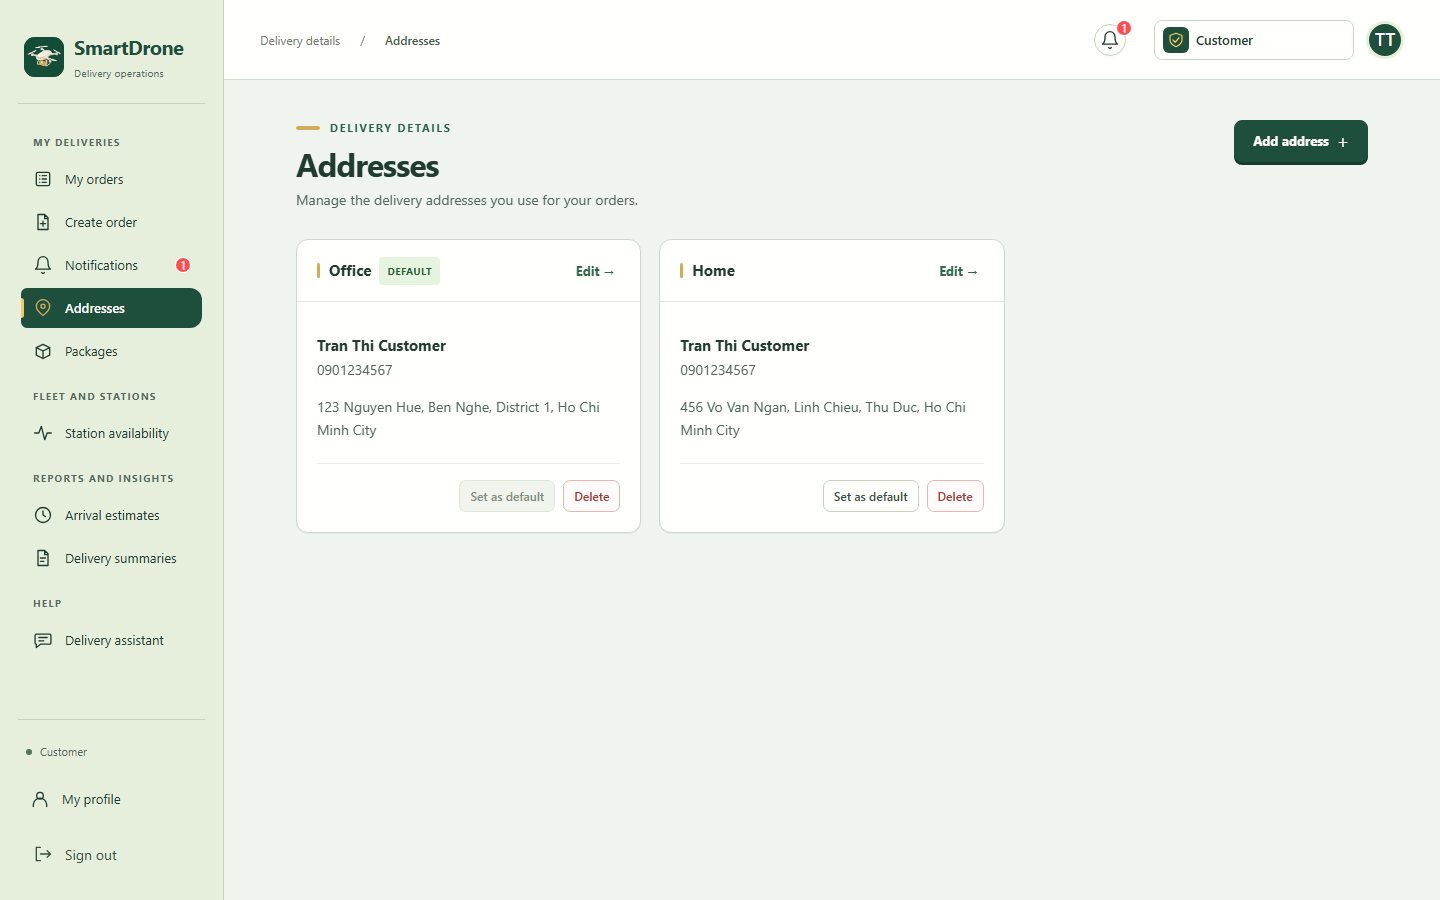 SmartDrone
Delivery operations
MY DELIVERIES
My orders
Create order
Notifications 1
Addresses
Packages
FLEET AND STATIONS
Station availability
REPORTS AND INSIGHTS
Arrival estimates
Delivery summaries
HELP
Delivery assistant
Customer
My profile
Sign out
Delivery details / Addresses
1
Customer
TT
DELIVERY DETAILS
Addresses
Manage the delivery addresses you use for your orders.
Add address +
Office DEFAULT Edit →
Tran Thi Customer
0901234567
123 Nguyen Hue, Ben Nghe, District 1, Ho Chi
Minh City
Set as default Delete
Home Edit →
Tran Thi Customer
0901234567
456 Vo Van Ngan, Linh Chieu, Thu Duc, Ho Chi
Minh City
Set as default Delete